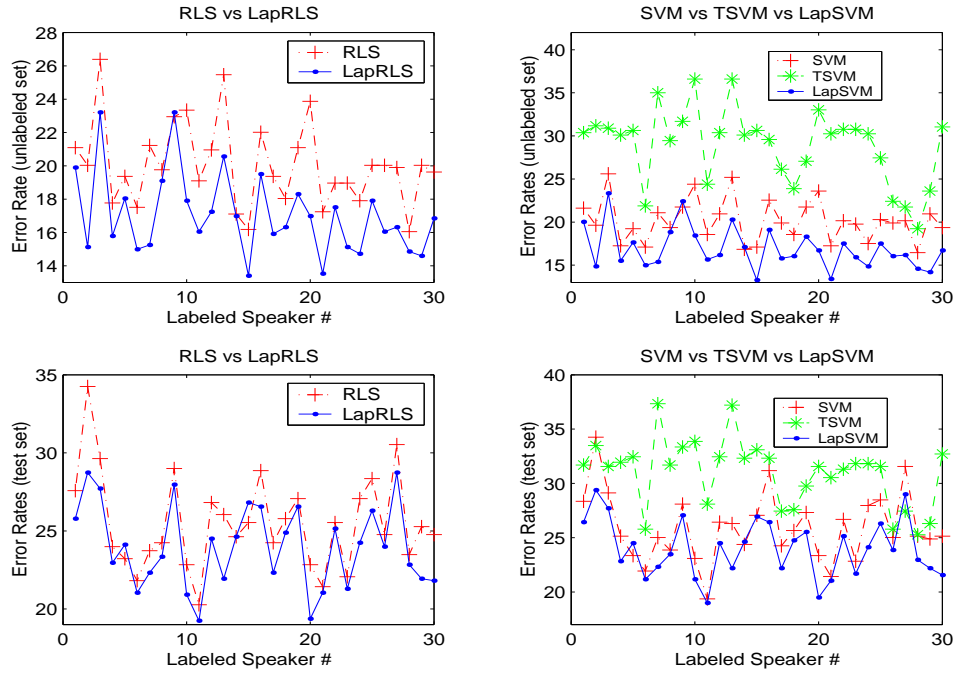 RLS vs LapRLS
Error Rate (unlabeled set)
28
26
24
22
20
18
16
14
0
10
20
30
Labeled Speaker #
RLS
LapRLS
SVM vs TSVM vs LapSVM
Error Rates (unlabeled set)
40
35
30
25
20
15
0
10
20
30
Labeled Speaker #
SVM
TSVM
LapSVM
RLS vs LapRLS
Error Rates (test set)
35
30
25
20
0
10
20
30
Labeled Speaker #
RLS
LapRLS
SVM vs TSVM vs LapSVM
Error Rates (test set)
40
35
30
25
20
0
10
20
30
Labeled Speaker #
SVM
TSVM
LapSVM